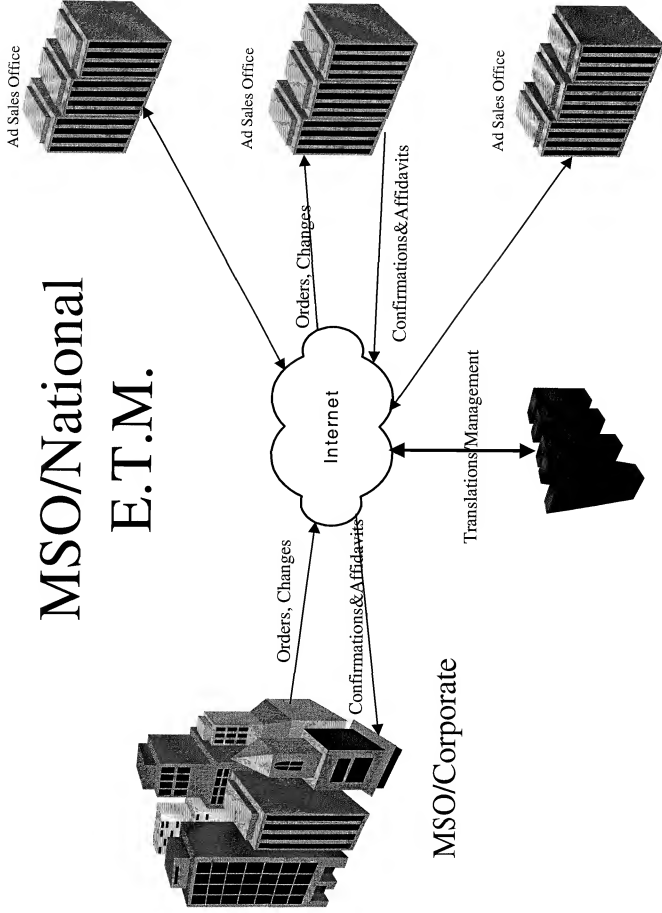 MSO/National
E.T.M.
Ad Sales Office
Ad Sales Office
Ad Sales Office
Orders, Changes
Confirmations&Affidavits
Internet
Orders, Changes
Confirmations&Affidavits
Translations/Management
MSO/Corporate